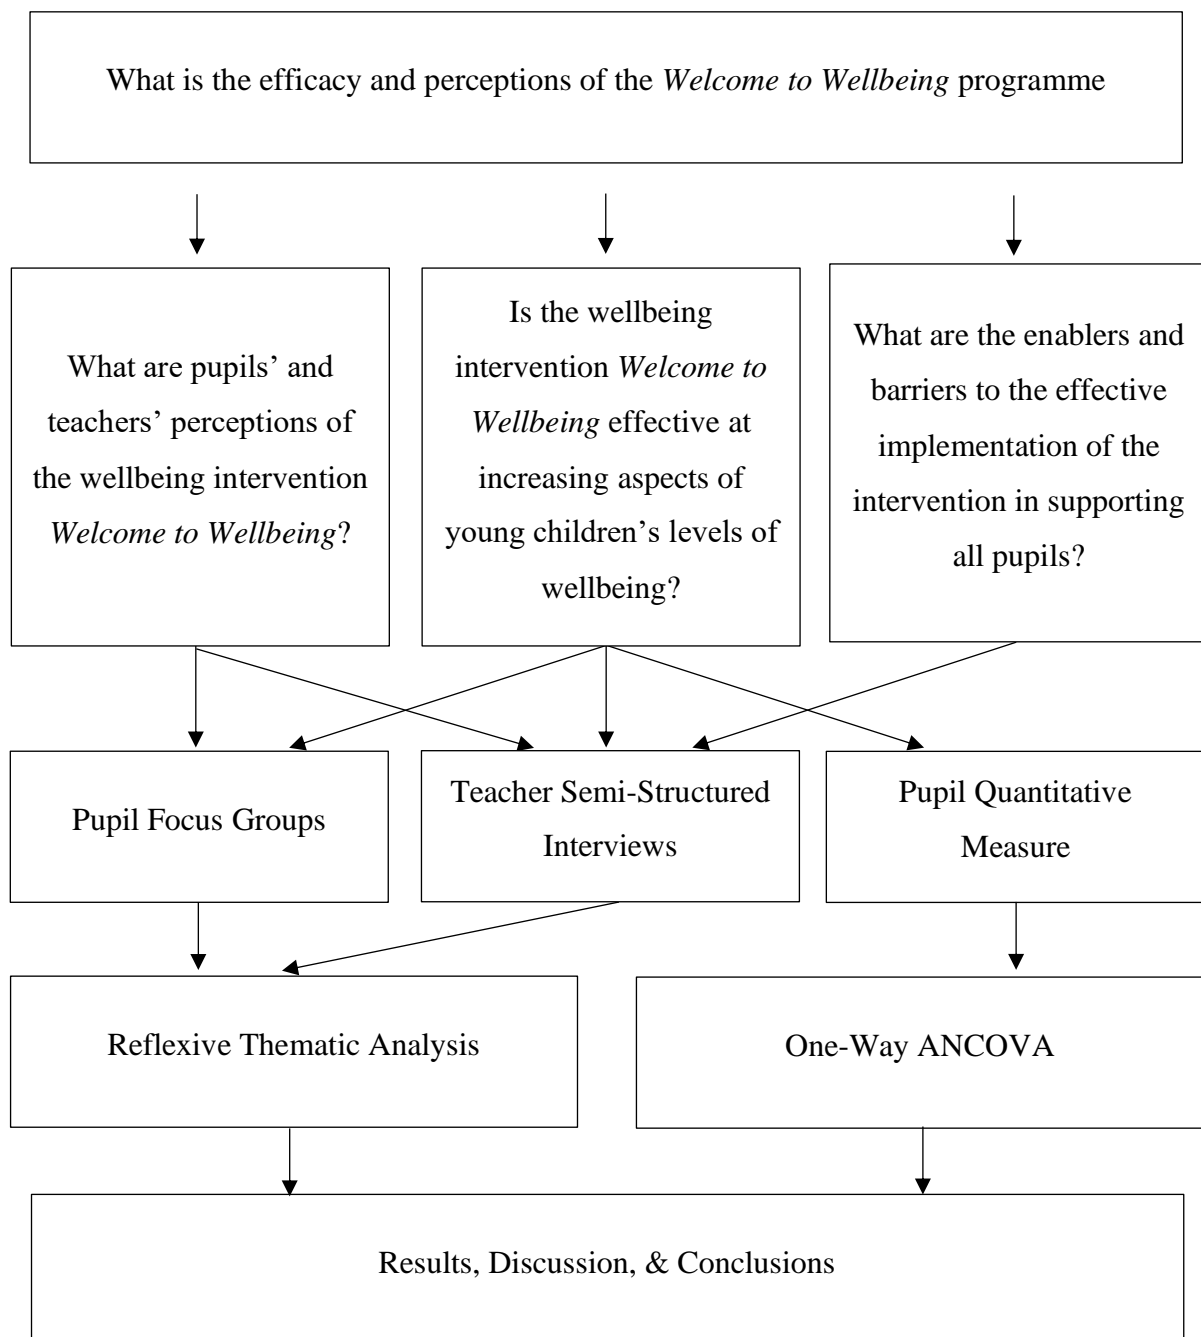 What is the efficacy and perceptions of the Welcome to Wellbeing programme
What are pupils’ and
teachers’ perceptions of
the wellbeing intervention
Welcome to Wellbeing?
Is the wellbeing
intervention Welcome to
Wellbeing effective at
increasing aspects of
young children’s levels of
wellbeing?
What are the enablers and
barriers to the effective
implementation of the
intervention in supporting
all pupils?
Pupil Focus Groups
Teacher Semi-Structured
Interviews
Pupil Quantitative
Measure
Reflexive Thematic Analysis
One-Way ANCOVA
Results, Discussion, & Conclusions